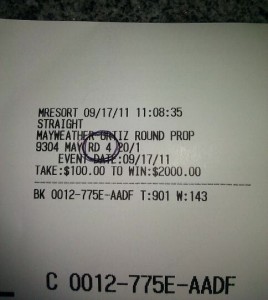 MRESORT 09/17/11 11:08:35
STRAIGHT
MAYWEATHER ORTIZ ROUND PROP
9304 MAY RD 4 20/1
EVENT DATE:09/17/11
TAKE:$100.00 TO WIN:$2000.00
BK 0012-775E-AADF T:901 W:143
C 0012-775E-AADF